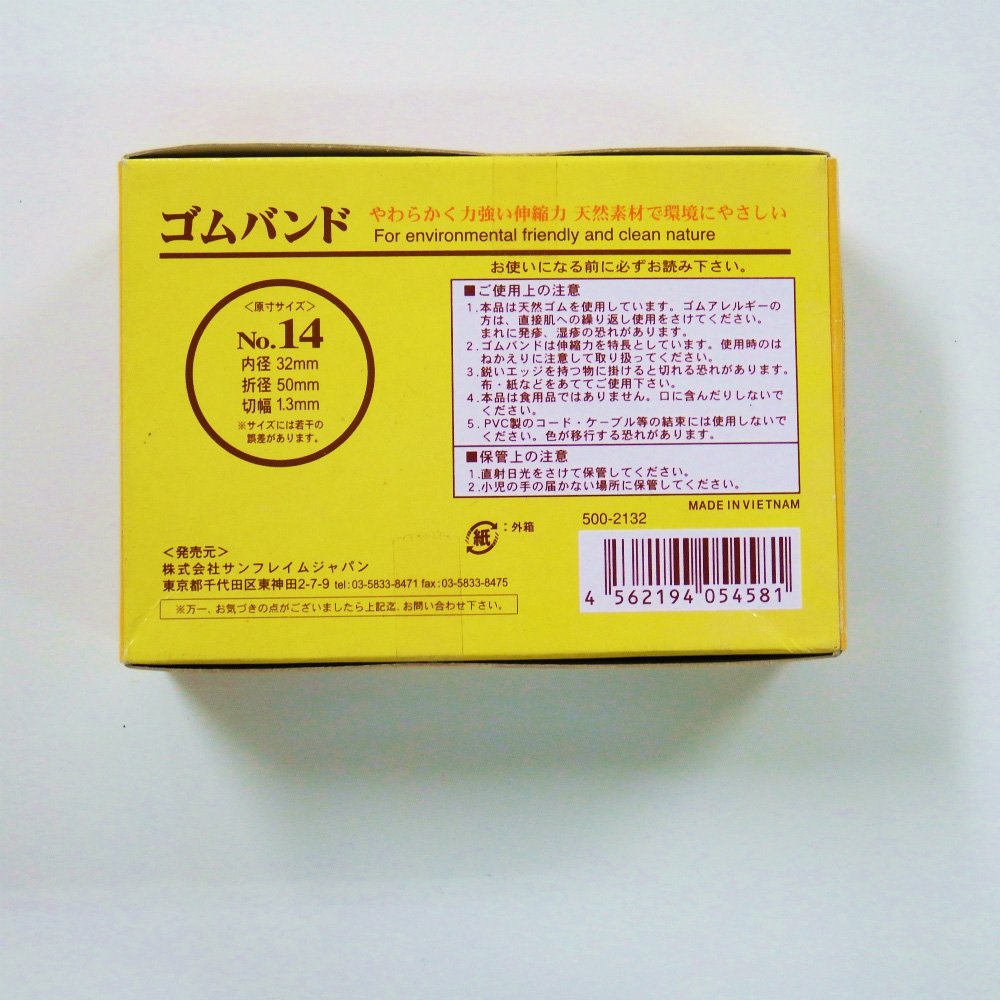 ゴムバンド
やわらかく力強い伸縮力 天然素材で環境にやさしい
For environmental friendly and clean nature
お使いになる前に必ずお読み下さい。
<原寸サイズ>
No.14
内径 32mm
折径 50mm
切幅 1.3mm
※サイズには若干の
誤差があります。
■ご使用上の注意
1.本品は天然ゴムを使用しています。ゴムアレルギーの
方は、直接肌への繰り返し使用をさけてください。
まれに発疹、湿疹の恐れがあります。
2.ゴムバンドは伸縮力を特長としています。使用時のは
ねかえりに注意して取り扱ってください。
3.鋭いエッジを持つ物に掛けると切れる恐れがあります。
布・紙などをあててご使用下さい。
4.本品は食用品ではありません。口に含んだりしないで
ください。
5.PVC製のコード・ケーブル等の結束には使用しないで
ください。色が移行する恐れがあります。
■保管上の注意
1.直射日光をさけて保管してください。
2.小児の手の届かない場所に保管してください。
MADE IN VIETNAM
紙:外箱
500-2132
4 562194 054581
<発売元>
株式会社サンフレイムジャパン
東京都千代田区東神田2-7-9 tel:03-5833-8471 fax:03-5833-8475
※万一、お気づきの点がございましたら上記迄、お問い合わせ下さい。